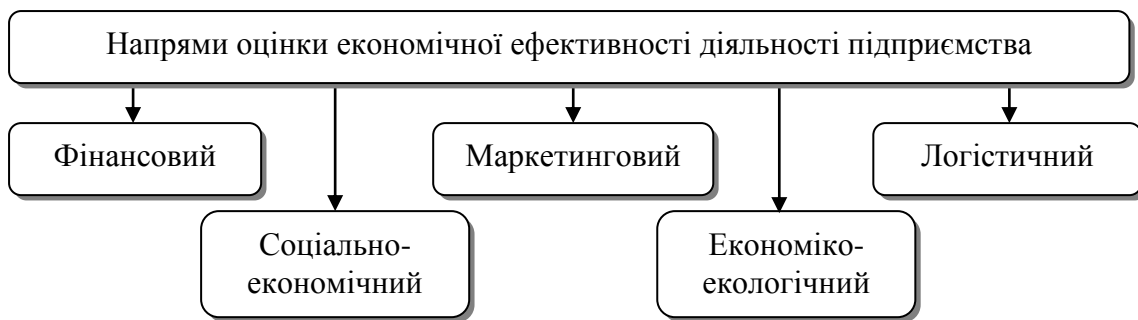 Напрями оцінки економічної ефективності діяльності підприємства
Фінансовий
Маркетинговий
Логістичний
Соціально-
економічний
Економіко-
екологічний